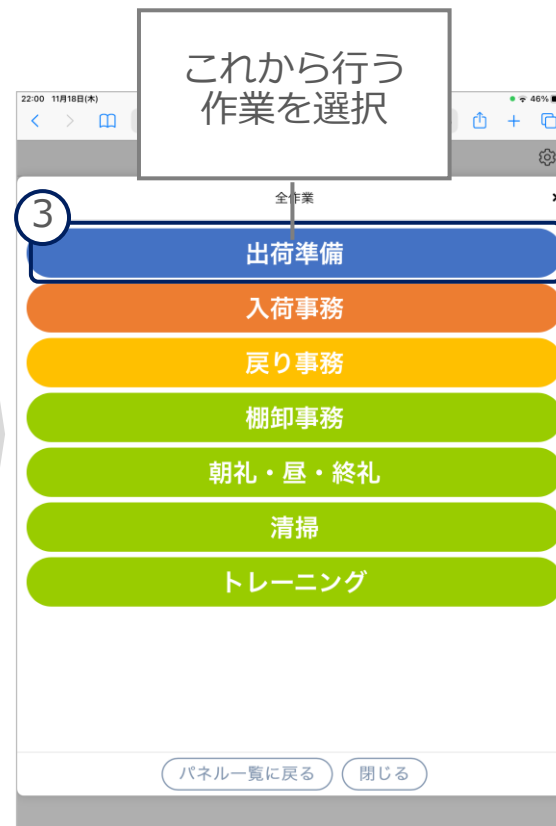 これから行う
作業を選択
22:00 11月18日(木)
46%
全作業
3
出荷準備
入荷事務
戻り事務
棚卸事務
朝礼・昼・終礼
清掃
トレーニング
パネル一覧に戻る 閉じる